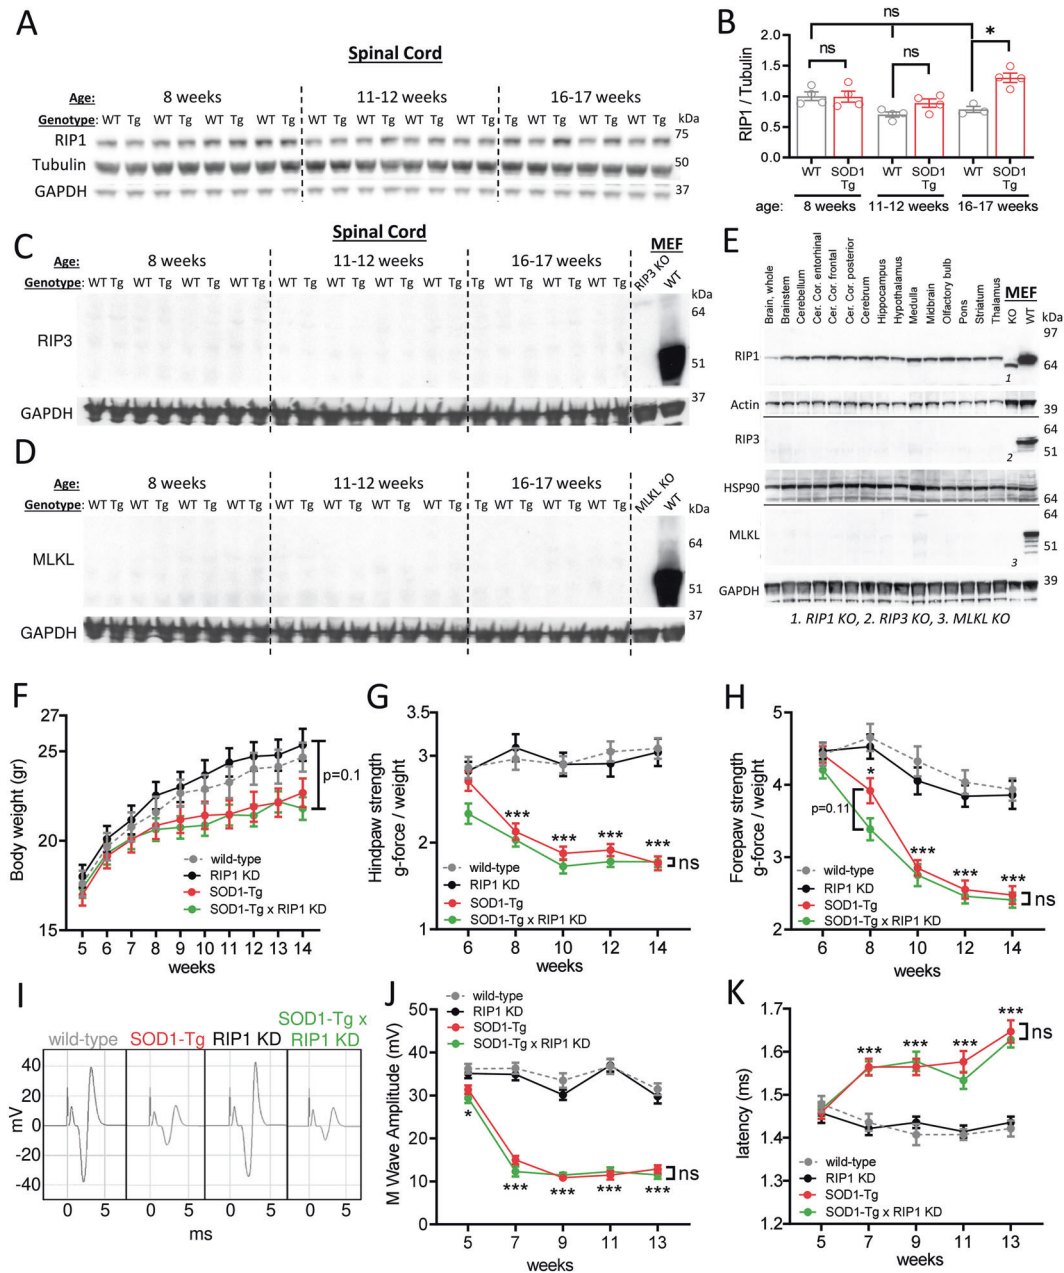 A
Spinal Cord
Age: 8 weeks 11-12 weeks 16-17 weeks
Genotype: WT Tg WT Tg WT Tg WT Tg WT Tg WT Tg WT Tg WT Tg Tg WT Tg WT Tg WT Tg kDa
RIP1 75
Tubulin 50
GAPDH 37
B
ns
ns ns *
RIP1 / Tubulin
2.0
1.5
1.0
0.5
0.0
WT SOD1 Tg WT SOD1 Tg WT SOD1 Tg
age: 8 weeks 11-12 weeks 16-17 weeks
C
Spinal Cord
MEF
Age: 8 weeks 11-12 weeks 16-17 weeks
Genotype: WT Tg WT Tg WT Tg WT Tg WT Tg WT Tg WT Tg WT Tg Tg WT Tg WT Tg WT Tg RIP3 KO WT
kDa
64
RIP3
51
37
GAPDH
D
Age: 8 weeks 11-12 weeks 16-17 weeks
Genotype: WT Tg WT Tg WT Tg WT Tg WT Tg WT Tg WT Tg WT Tg Tg WT Tg WT Tg WT Tg MLKL KO WT
kDa
64
MLKL
51
37
GAPDH
E
Brain, whole
Brainstem
Cerebellum
Cer. Cor. entorhinal
Cer. Cor. frontal
Cer. Cor. posterior
Cerebrum
Hippocampus
Hypothalamus
Medulla
Midbrain
Olfactory bulb
Pons
Striatum
Thalamus
MEF
KO WT
kDa
97
RIP1 64
1
Actin 39
64
RIP3 51
2
HSP90
64
64
MLKL 51
3
39
GAPDH
1. RIP1 KO, 2. RIP3 KO, 3. MLKL KO
F
Body weight (gr)
27
25
20
15
p=0.1
wild-type
RIP1 KD
SOD1-Tg
SOD1-Tg x RIP1 KD
5 6 7 8 9 10 11 12 13 14
weeks
G
Hindpaw strength
g-force / weight
3.5
3
2
1
*** *** *** ***
ns
wild-type
RIP1 KD
SOD1-Tg
SOD1-Tg x RIP1 KD
6 8 10 12 14
weeks
H
Forepaw strength
g-force / weight
5
4
3
2
*
p=0.11
*** *** ***
ns
wild-type
RIP1 KD
SOD1-Tg
SOD1-Tg x RIP1 KD
6 8 10 12 14
weeks
I
wild-type SOD1-Tg RIP1 KD SOD1-Tg x RIP1 KD
mV
40
20
0
-20
-40
0 5 0 5 0 5 0 5
ms
J
wild-type
RIP1 KD
SOD1-Tg
SOD1-Tg x RIP1 KD
M Wave Amplitude (mV)
50
40
30
20
10
0
*
*** *** *** ***
ns
5 7 9 11 13
weeks
K
latency (ms)
1.7
1.6
1.5
1.4
1.3
1.2
*** *** *** ***
ns
wild-type
RIP1 KD
SOD1-Tg
SOD1-Tg x RIP1 KD
5 7 9 11 13
weeks